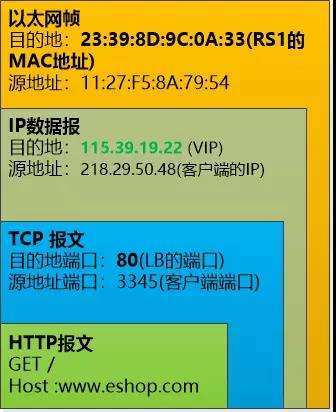 以太网帧
目的地：23:39:8D:9C:0A:33(RS1的
MAC地址)
源地址：11:27:F5:8A:79:54
IP数据报
目的地：115.39.19.22 (VIP)
源地址：218.29.50.48(客户端的IP)
TCP 报文
目的地端口：80(LB的端口)
源地址端口：3345(客户端端口)
HTTP报文
GET /
Host :www.eshop.com